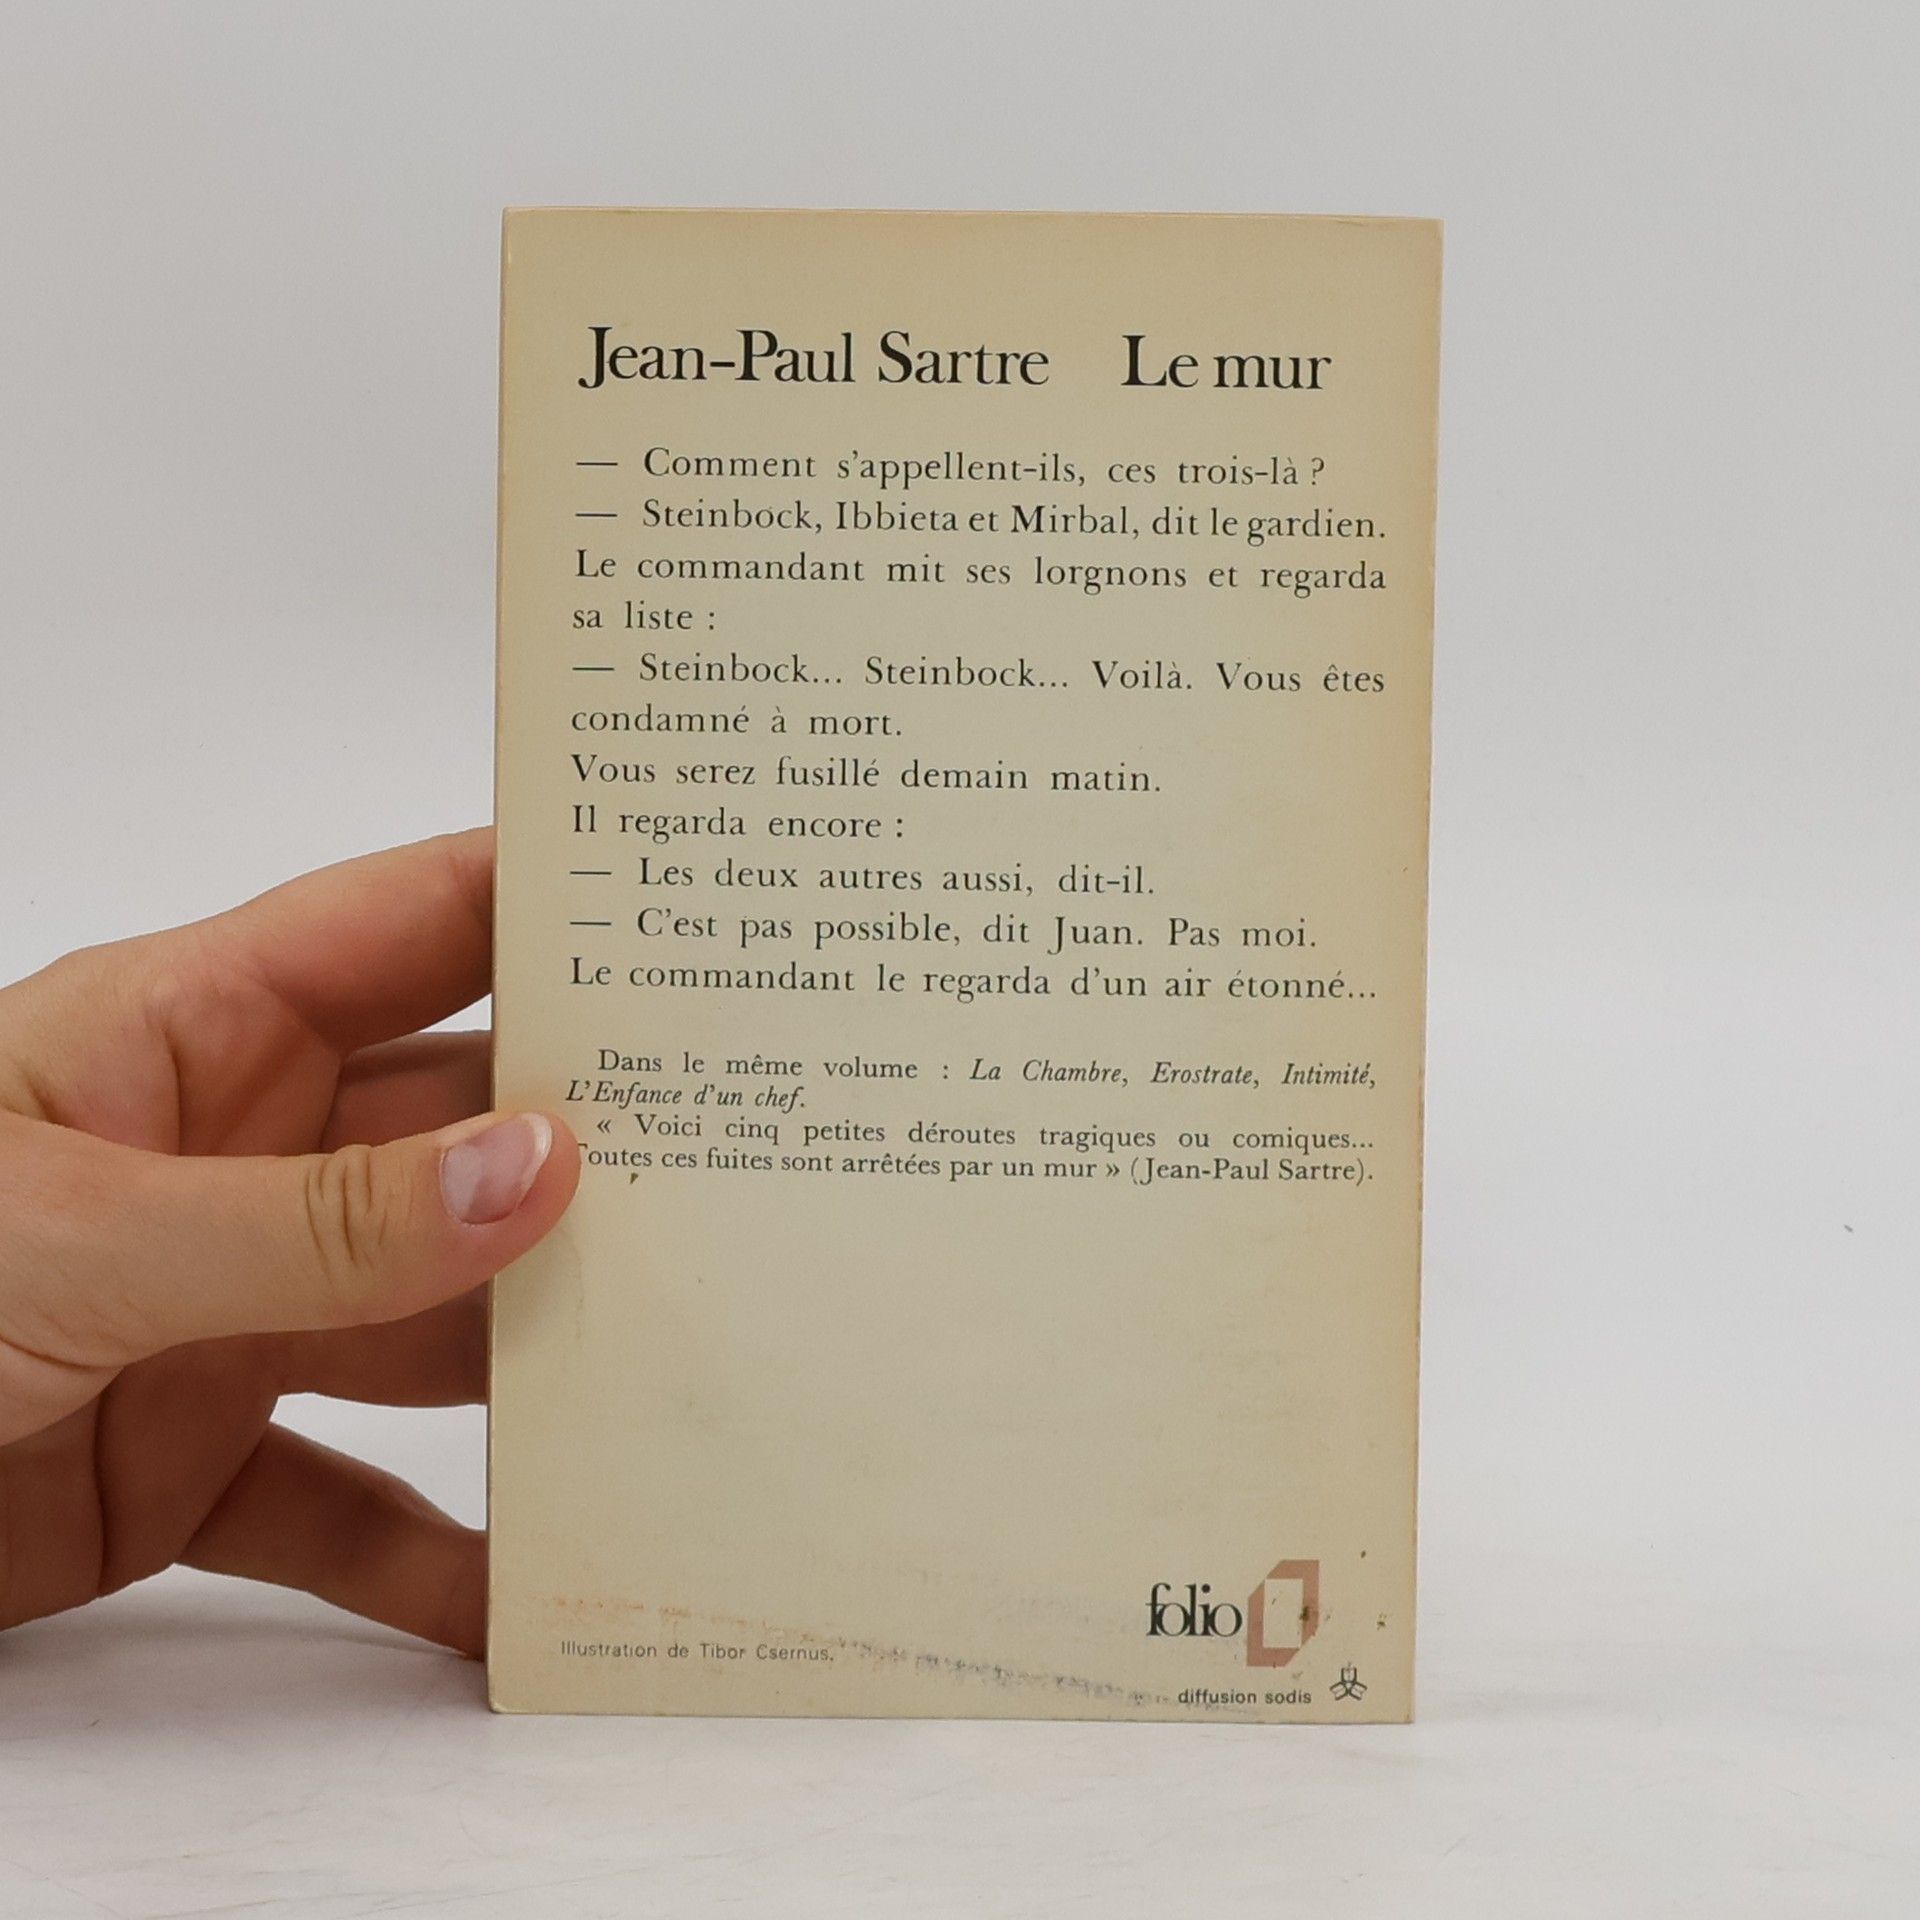 Jean-Paul Sartre Le mur
— Comment s'appellent-ils, ces trois-là ?
— Steinbock, Ibbieta et Mirbal, dit le gardien.
Le commandant mit ses lorgnons et regarda
sa liste :
— Steinbock... Steinbock... Voilà. Vous êtes
condamné à mort.
Vous serez fusillé demain matin.
Il regarda encore :
— Les deux autres aussi, dit-il.
— C'est pas possible, dit Juan. Pas moi.
Le commandant le regarda d'un air étonné...
Dans le même volume : La Chambre, Erostrate, Intimité,
L'Enfance d'un chef.
« Voici cinq petites déroutes tragiques ou comiques...
Toutes ces fuites sont arrêtées par un mur » (Jean-Paul Sartre).
folio
Illustration de Tibor Csernus.
diffusion sodis